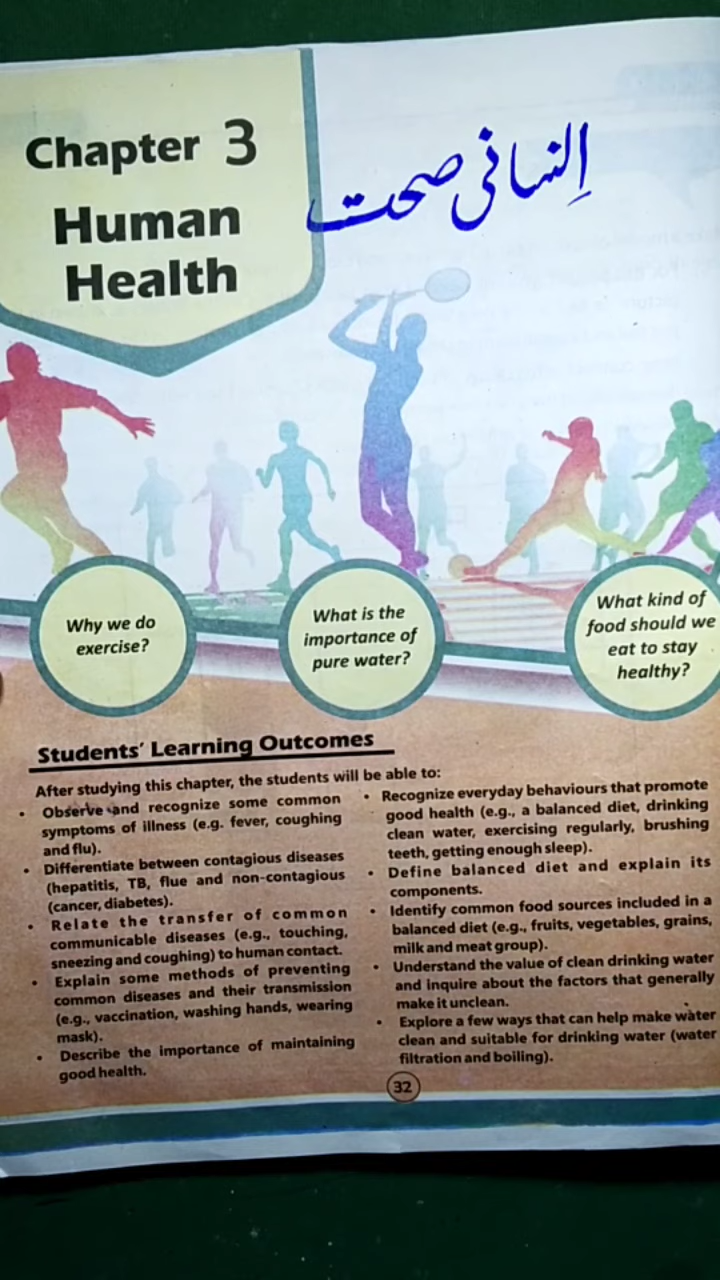 Chapter 3
Human
Health
انسانی صحت
Why we do
exercise?
What is the
importance of
pure water?
What kind of
food should we
eat to stay
healthy?
Students' Learning Outcomes
After studying this chapter, the students will be able to:
• Observe and recognize some common
symptoms of illness (e.g. fever, coughing
and flu).
• Differentiate between contagious diseases
(hepatitis, TB, flue and non-contagious
(cancer, diabetes).
• Relate the transfer of common
communicable diseases (e.g., touching,
sneezing and coughing) to human contact.
• Explain some methods of preventing
common diseases and their transmission
(e.g., vaccination, washing hands, wearing
mask).
• Describe the importance of maintaining
good health.
• Recognize everyday behaviours that promote
good health (e.g., a balanced diet, drinking
clean water, exercising regularly, brushing
teeth, getting enough sleep).
• Define balanced diet and explain its
components.
• Identify common food sources included in a
balanced diet (e.g., fruits, vegetables, grains,
milk and meat group).
• Understand the value of clean drinking water
and inquire about the factors that generally
make it unclean.
• Explore a few ways that can help make water
clean and suitable for drinking water (water
filtration and boiling).
32